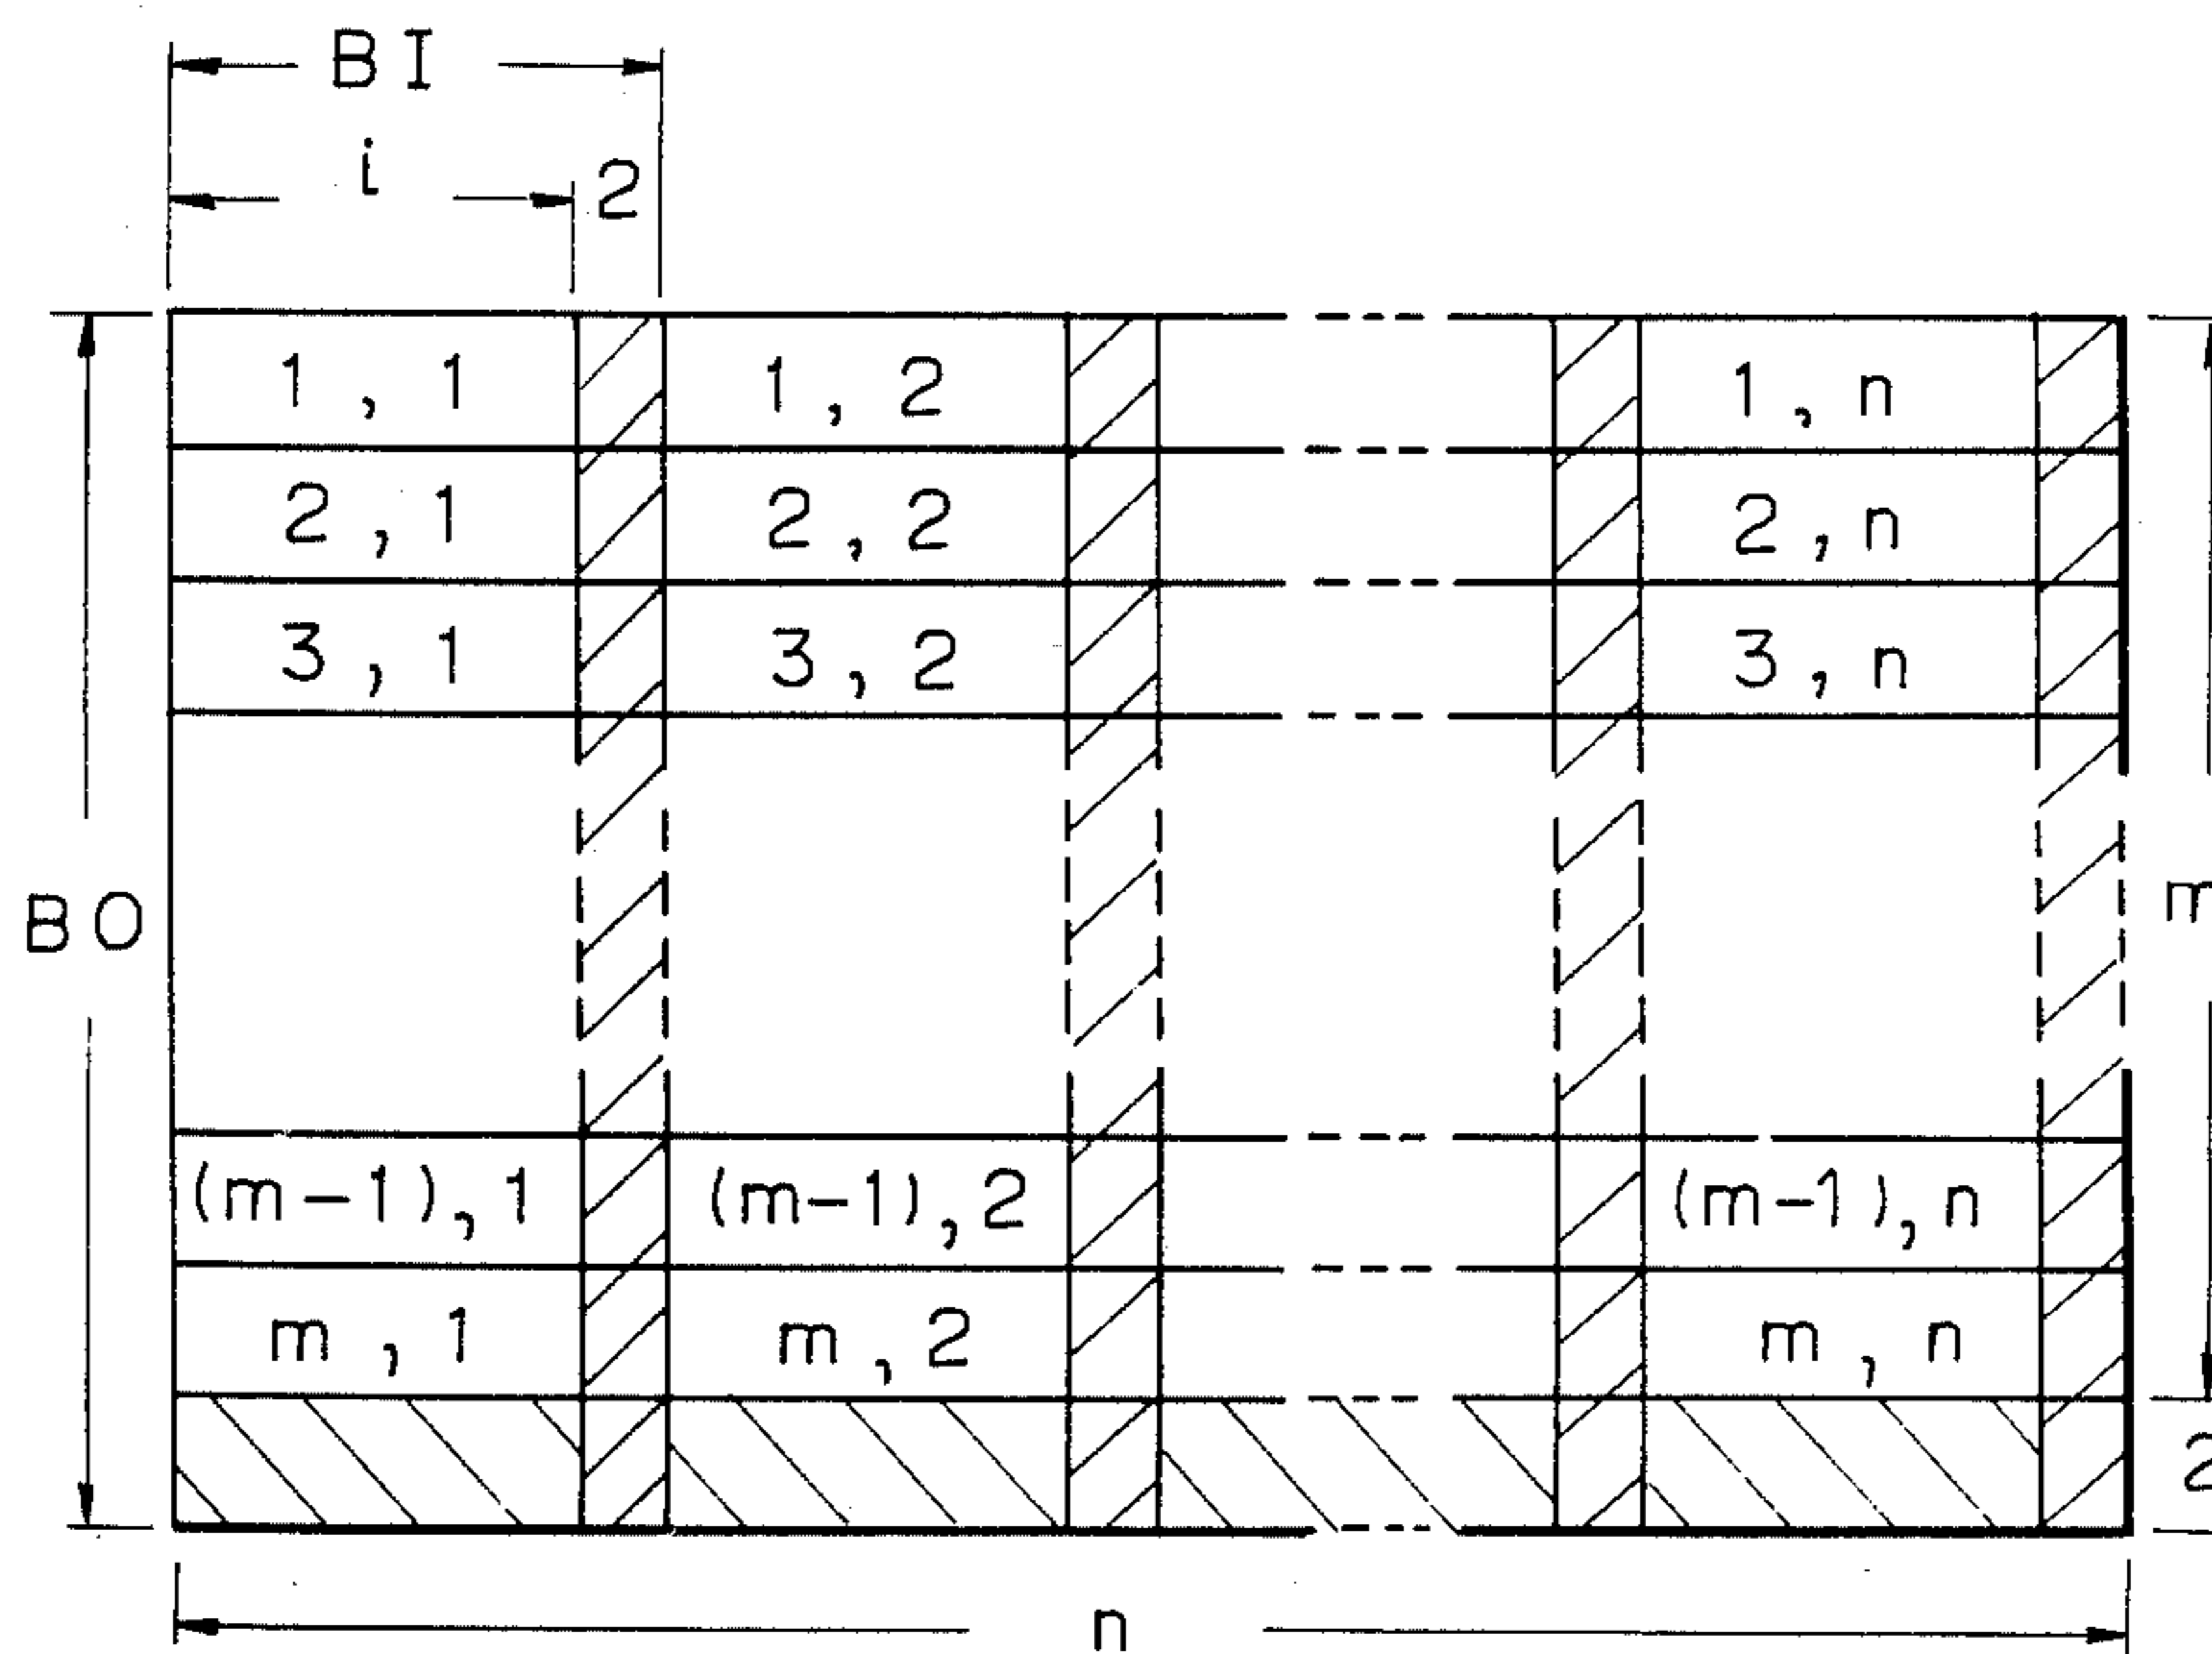 BI
i 2
1, 1 1, 2 1, n
2, 1 2, 2 2, n
3, 1 3, 2 3, n
BO m
(m-1), 1 (m-1), 2 (m-1), n
m, 1 m, 2 m, n
2
n